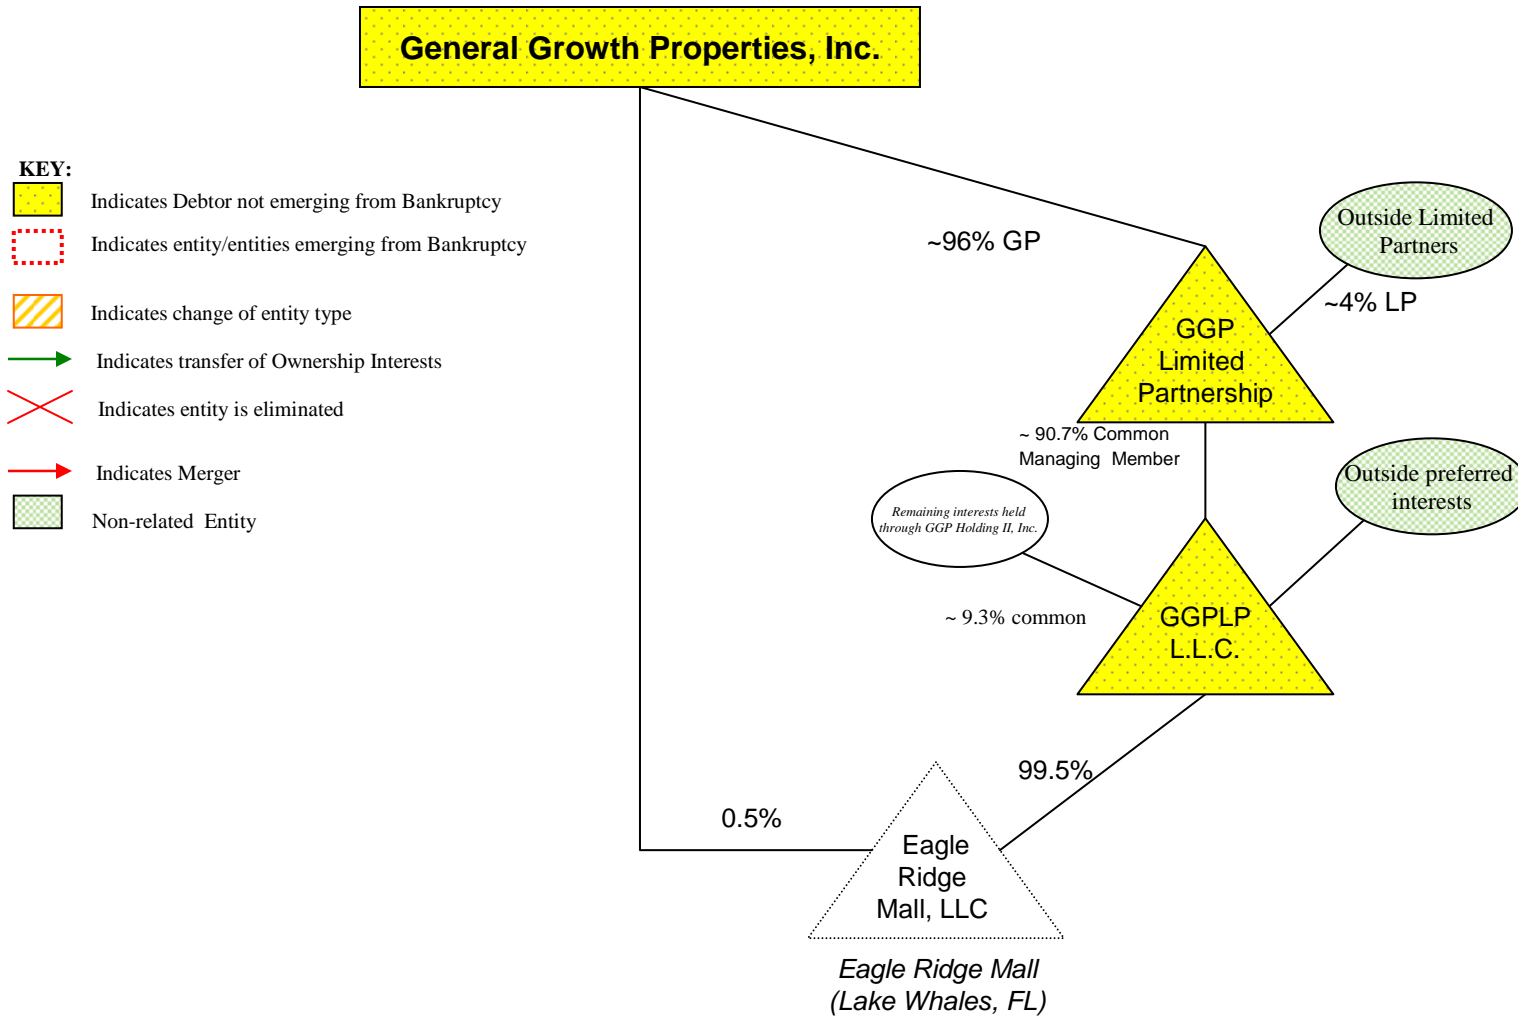 General Growth Properties, Inc.
KEY:
Indicates Debtor not emerging from Bankruptcy
Indicates entity/entities emerging from Bankruptcy
Indicates change of entity type
Indicates transfer of Ownership Interests
Indicates entity is eliminated
Indicates Merger
Non-related Entity
~96% GP
Outside Limited
Partners
~4% LP
GGP
Limited
Partnership
~ 90.7% Common
Managing Member
Outside preferred
interests
Remaining interests held
through GGP Holding II, Inc.
~ 9.3% common
GGPLP
L.L.C.
99.5%
0.5%
Eagle
Ridge
Mall, LLC
Eagle Ridge Mall
(Lake Whales, FL)